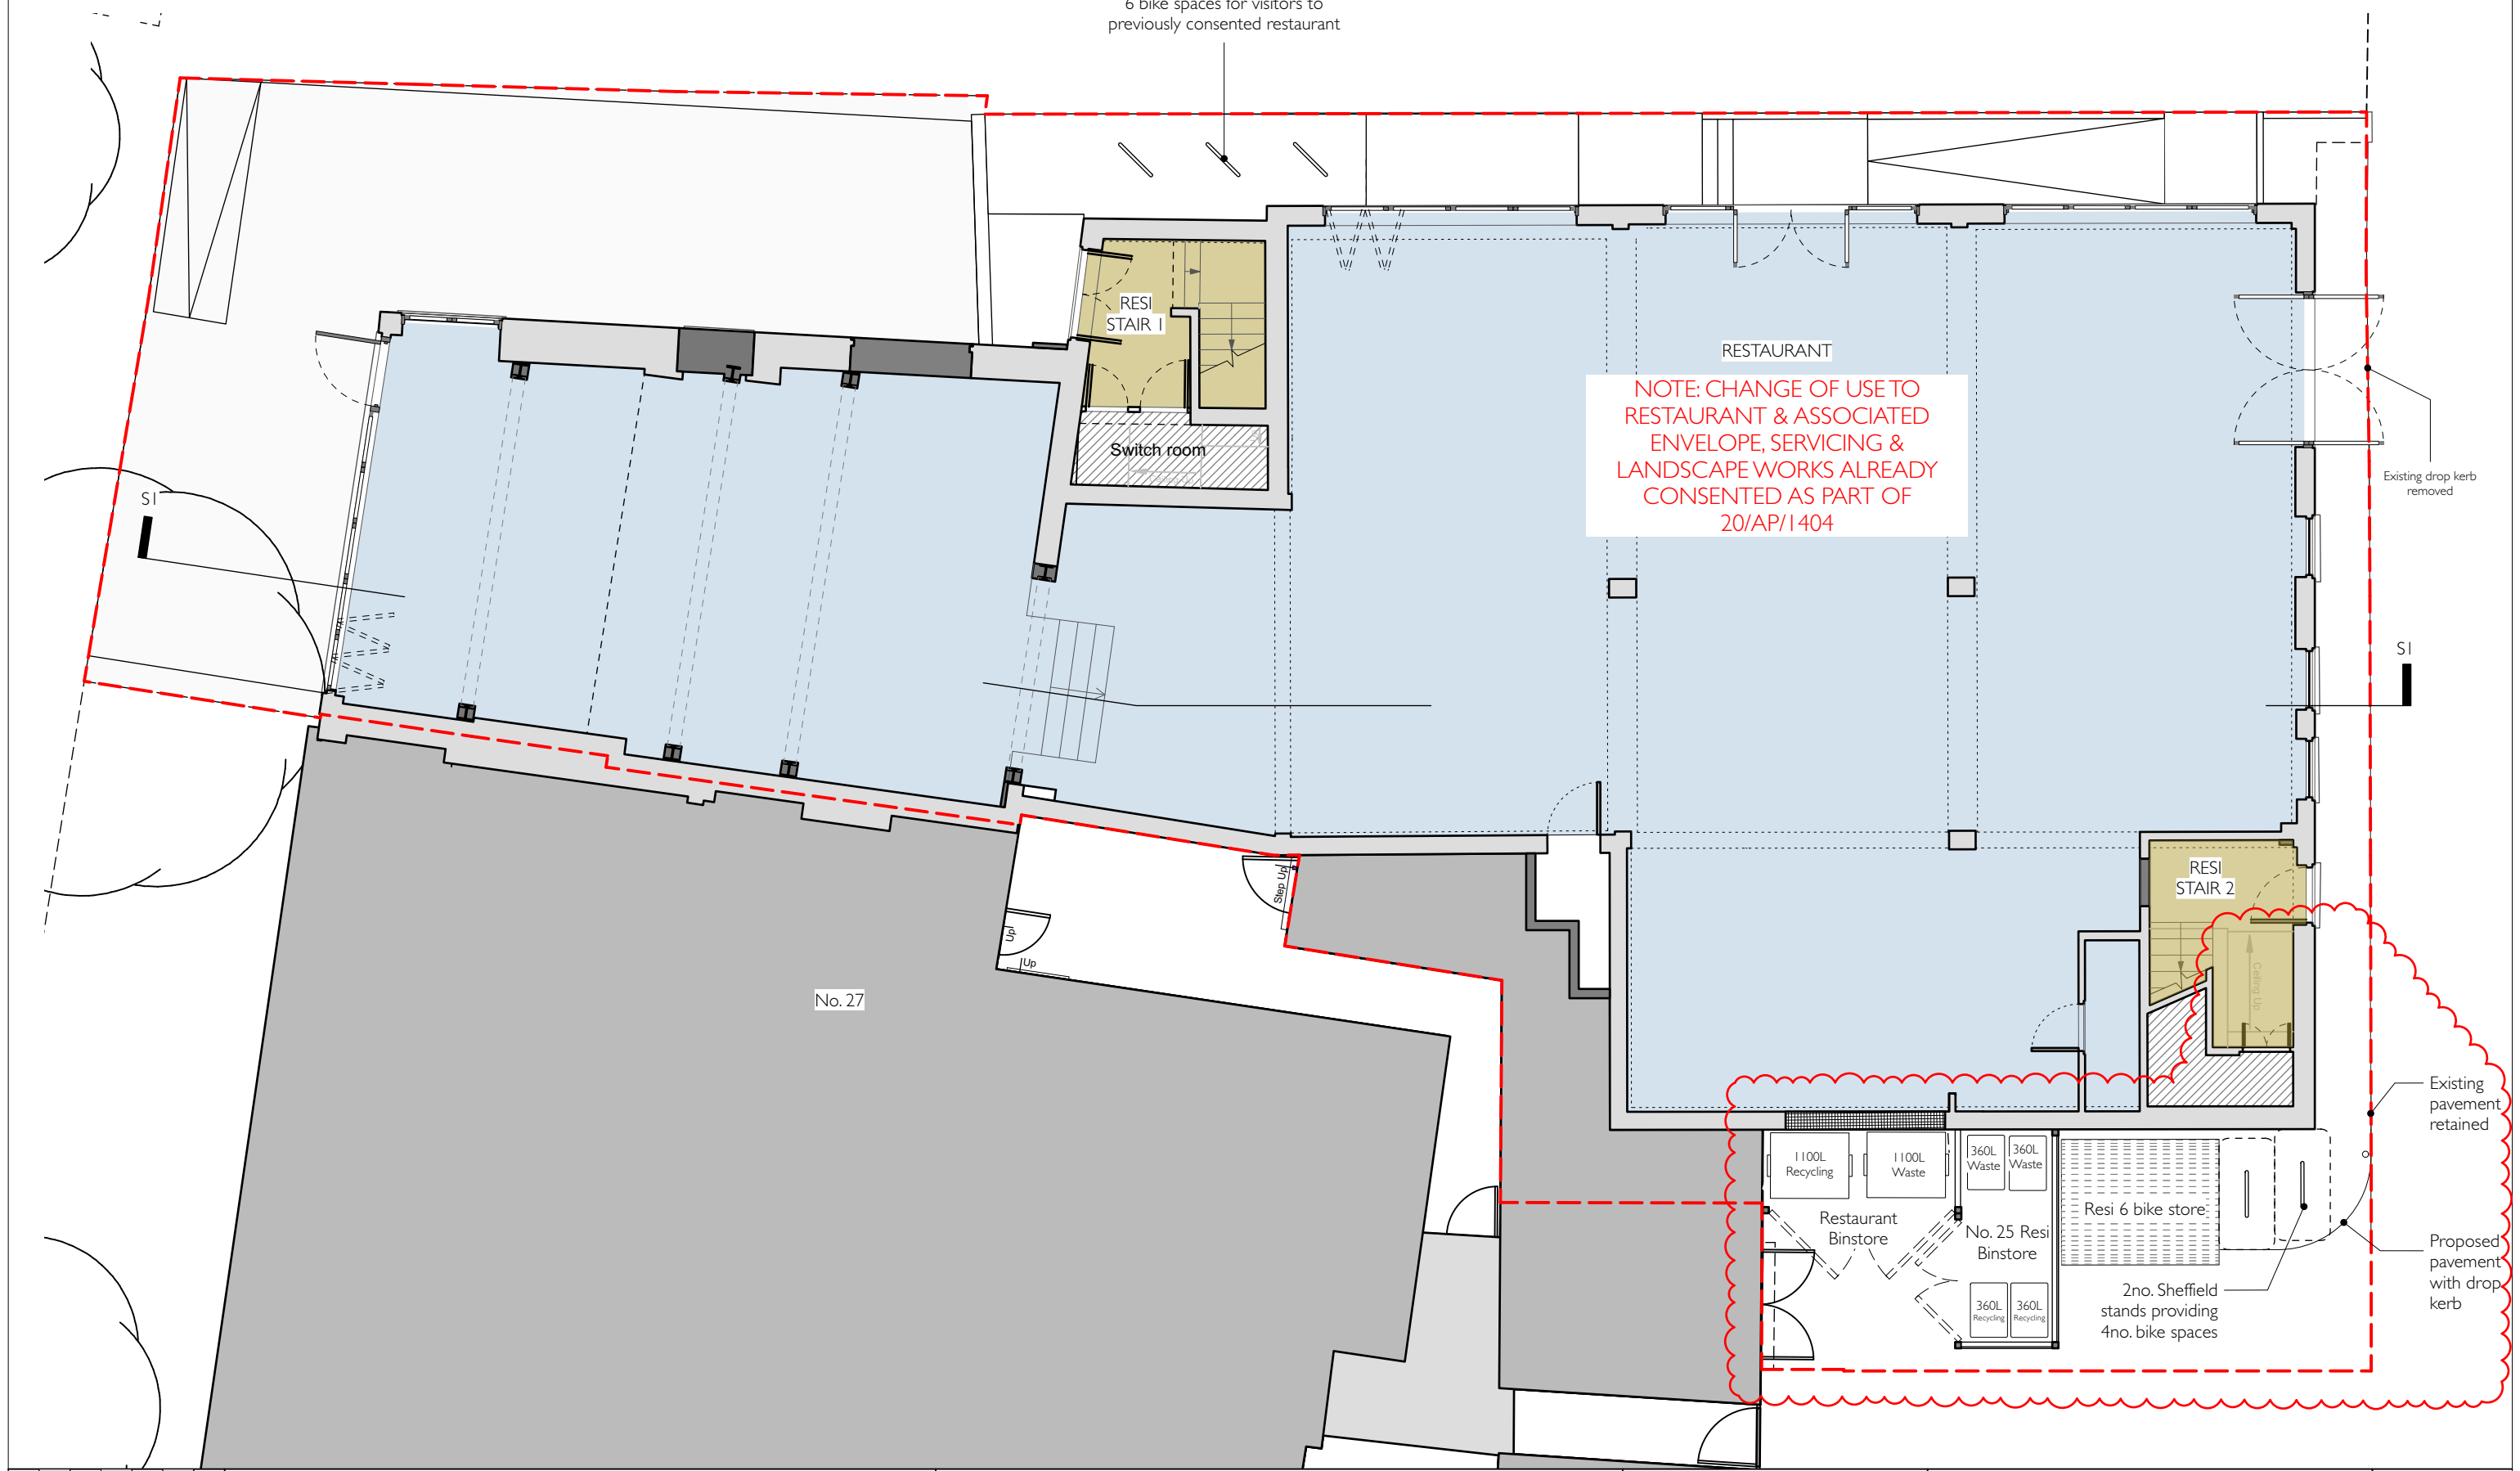 6 bike spaces for visitors to
previously consented restaurant
RESI
STAIR 1
Switch room
RESTAURANT
NOTE: CHANGE OF USE TO
RESTAURANT & ASSOCIATED
ENVELOPE, SERVICING &
LANDSCAPE WORKS ALREADY
CONSENTED AS PART OF
20/AP/1404
Existing drop kerb
removed
S1
S1
Step Up
Up
Up
No. 27
RESI
STAIR 2
Ceiling Up
Existing
pavement
retained
1100L
Recycling
1100L
Waste
360L
Waste
360L
Waste
Restaurant
Binstore
No. 25 Resi
Binstore
Resi 6 bike store
360L
Recycling
360L
Recycling
2no. Sheffield
stands providing
4no. bike spaces
Proposed
pavement
with drop
kerb